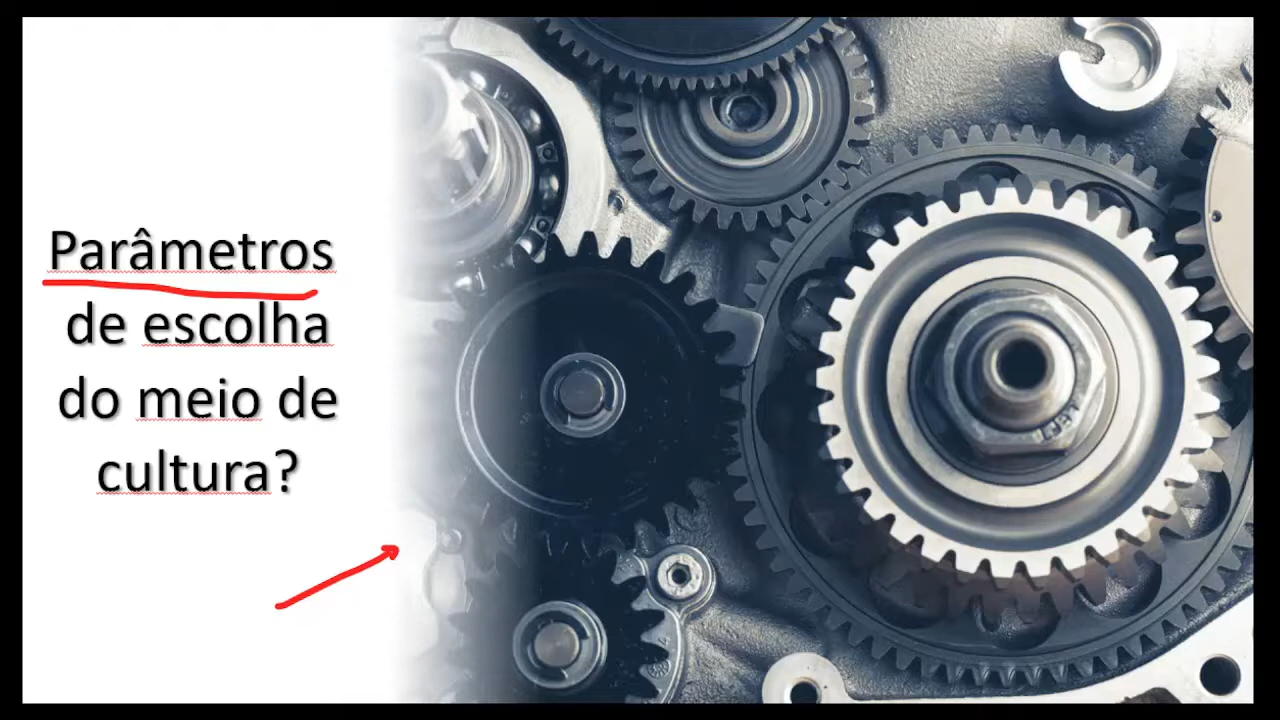 Parâmetros
de escolha
do meio de
cultura?